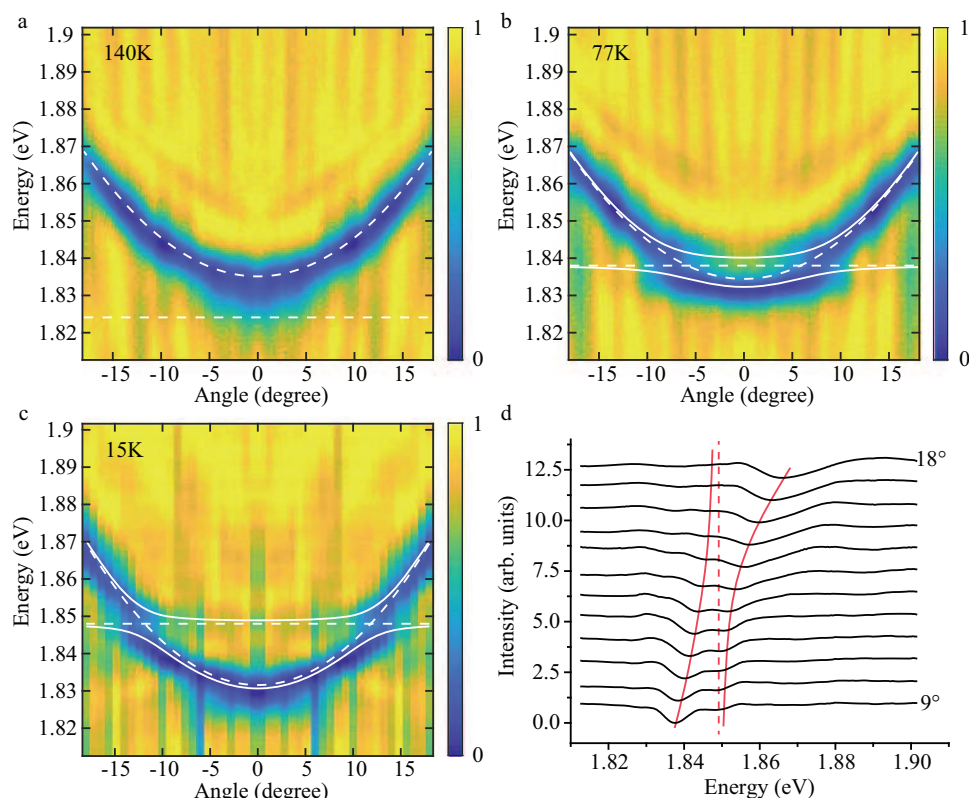 a
140K
Energy (eV)
1.9
1.89
1.88
1.87
1.86
1.85
1.84
1.83
1.82
-15 -10 -5 0 5 10 15
Angle (degree)
1
0
b
77K
Energy (eV)
1.9
1.89
1.88
1.87
1.86
1.85
1.84
1.83
1.82
-15 -10 -5 0 5 10 15
Angle (degree)
1
0
c
15K
Energy (eV)
1.9
1.89
1.88
1.87
1.86
1.85
1.84
1.83
1.82
-15 -10 -5 0 5 10 15
Angle (degree)
1
0
d
Intensity (arb. units)
12.5
10.0
7.5
5.0
2.5
0.0
18°
9°
1.82 1.84 1.86 1.88 1.90
Energy (eV)